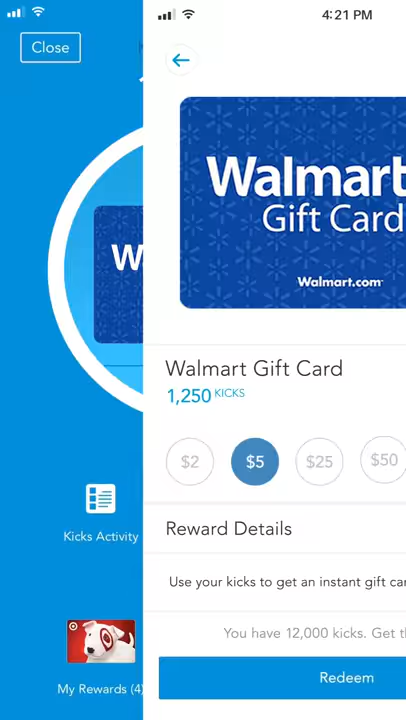 4:21 PM
Close
Walmart
Gift Card
Walmart.com
W
Walmart Gift Card
1,250 KICKS
$2
$5
$25
$50
Kicks Activity
Reward Details
Use your kicks to get an instant gift car
You have 12,000 kicks. Get th
My Rewards (4)
Redeem